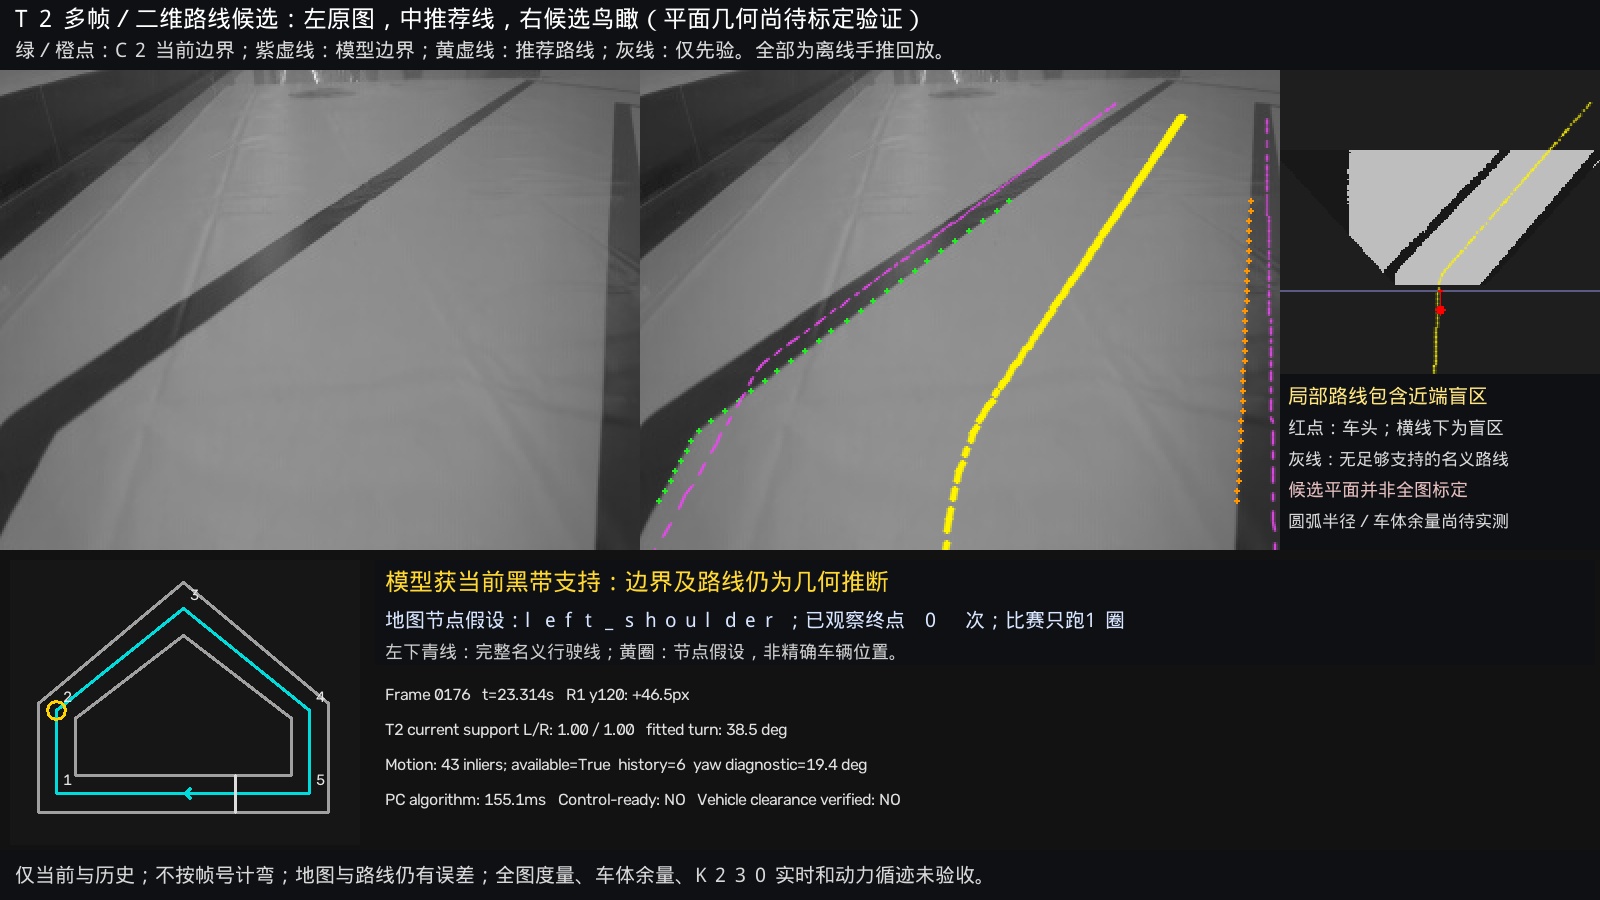 T 2 多帧 / 二维路线候选：左原图，中推荐线，右候选鸟瞰（平面几何尚待标定验证）
绿 / 橙点：C 2 当前边界；紫虚线：模型边界；黄虚线：推荐路线；灰线：仅先验。全部为离线手推回放。
局部路线包含近端盲区
红点：车头；横线下为盲区
灰线：无足够支持的名义路线
候选平面并非全图标定
圆弧半径 / 车体余量尚待实测
3
2
4
1
5
模型获当前黑带支持：边界及路线仍为几何推断
地图节点假设：left_shoulder；已观察终点 0 次；比赛只跑1 圈
左下青线：完整名义行驶线；黄圈：节点假设，非精确车辆位置。
Frame 0176 t=23.314s R1 y120: +46.5px
T2 current support L/R: 1.00 / 1.00 fitted turn: 38.5 deg
Motion: 43 inliers; available=True history=6 yaw diagnostic=19.4 deg
PC algorithm: 155.1ms Control-ready: NO Vehicle clearance verified: NO
仅当前与历史；不按帧号计弯；地图与路线仍有误差；全图度量、车体余量、K230 实时和动力循迹未验收。